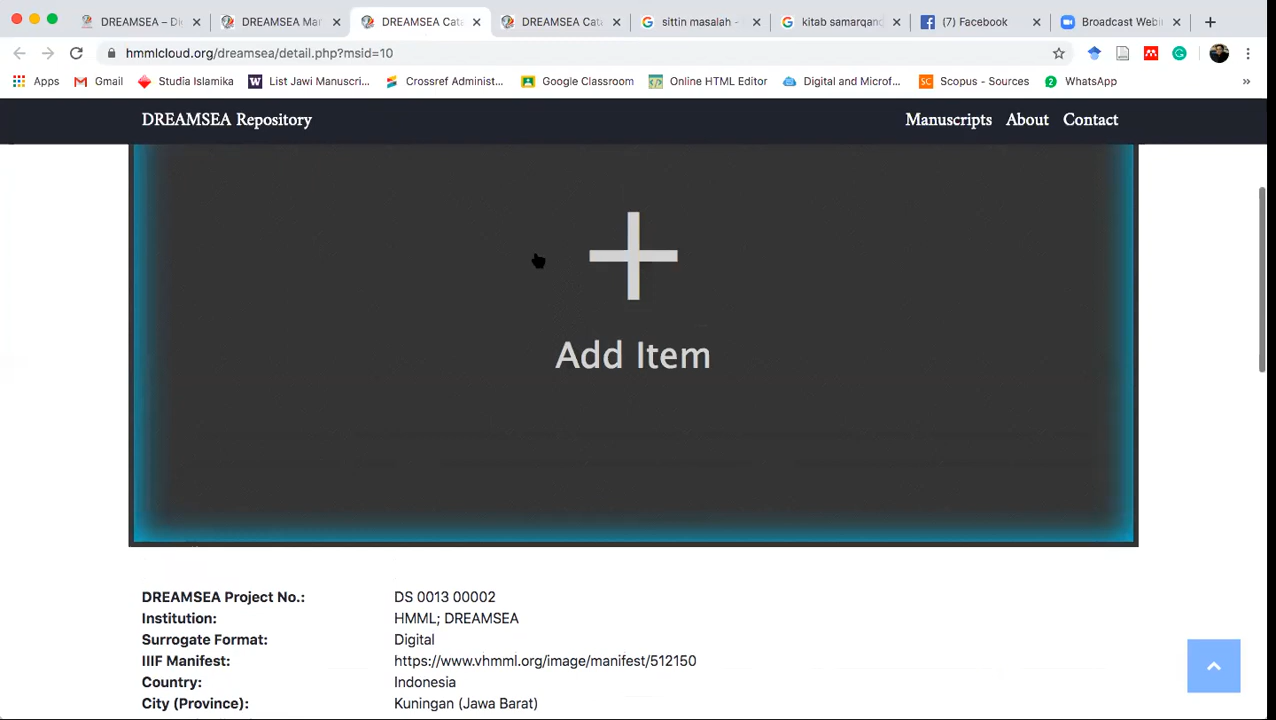 DREAMSEA – Di
DREAMSEA Man
DREAMSEA Cata
DREAMSEA Cata
sittin masalah -
kitab samarqand
(7) Facebook
Broadcast Webi
hmmlcloud.org/dreamsea/detail.php?msid=10
Apps
Gmail
Studia Islamika
List Jawi Manuscri...
Crossref Administ...
Google Classroom
Online HTML Editor
Digital and Microf...
Scopus - Sources
WhatsApp
»
DREAMSEA Repository
Manuscripts
About
Contact
Add Item
DREAMSEA Project No.: DS 0013 00002
Institution: HMML; DREAMSEA
Surrogate Format: Digital
IIIF Manifest: https://www.vhmml.org/image/manifest/512150
Country: Indonesia
City (Province): Kuningan (Jawa Barat)